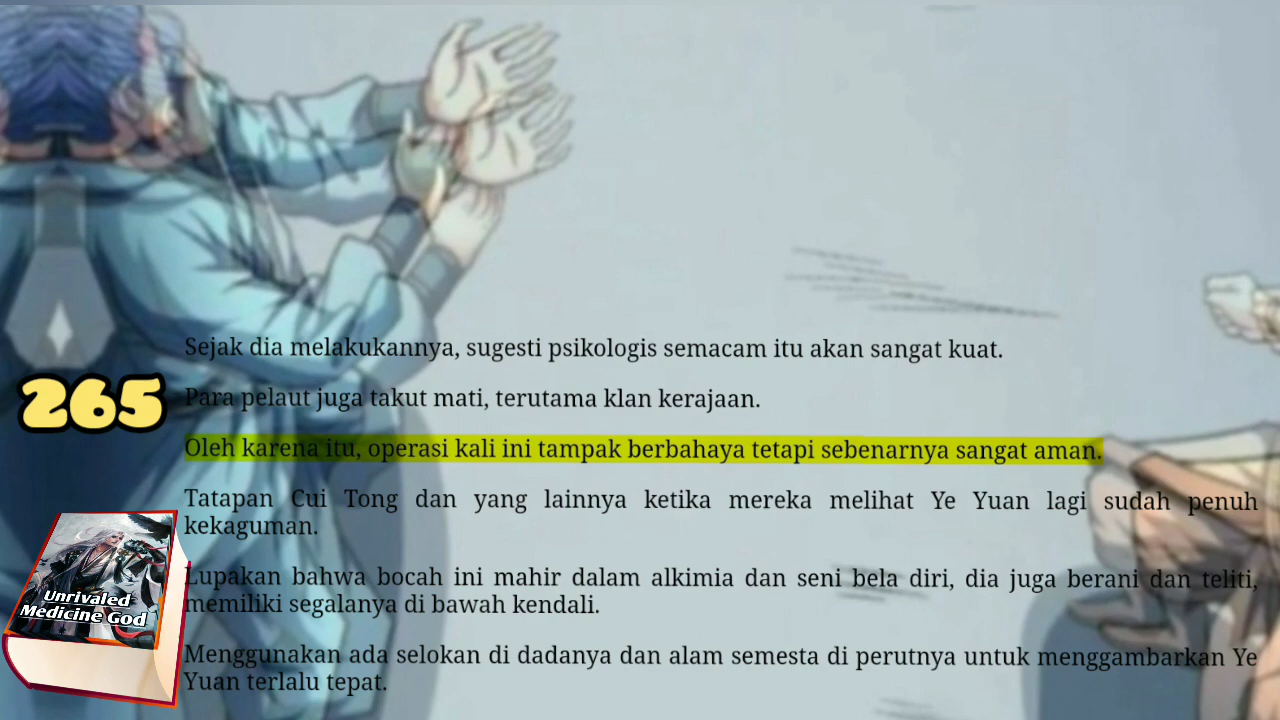 Sejak dia melakukannya, sugesti psikologis semacam itu akan sangat kuat.
265
Para pelaut juga takut mati, terutama klan kerajaan.
Oleh karena itu, operasi kali ini tampak berbahaya tetapi sebenarnya sangat aman.
Tatapan Cui Tong dan yang lainnya ketika mereka melihat Ye Yuan lagi sudah penuh
kekaguman.
Lupakan bahwa bocah ini mahir dalam alkimia dan seni bela diri, dia juga berani dan teliti,
memiliki segalanya di bawah kendali.
Menggunakan ada selokan di dadanya dan alam semesta di perutnya untuk menggambarkan Ye
Yuan terlalu tepat.
Unrivaled
Medicine God